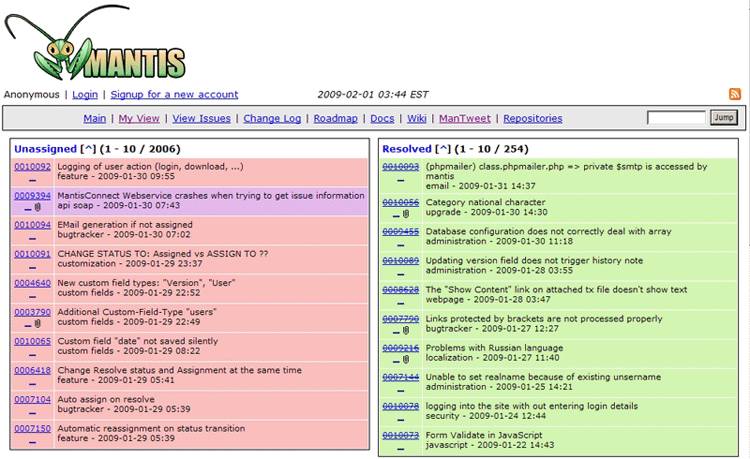 MANTIS
Anonymous | Login | Signup for a new account
2009-02-01 03:44 EST
Main | My View | View Issues | Change Log | Roadmap | Docs | Wiki | ManTweet | Repositories
Jump
Unassigned [^] (1 - 10 / 2006)
0010092 Logging of user action (login, download, ...)
feature - 2009-01-30 09:55
0009394 MantisConnect Webservice crashes when trying to get issue information
api soap - 2009-01-30 07:43
0010094 EMail generation if not assigned
bugtracker - 2009-01-30 07:02
0010091 CHANGE STATUS TO: Assigned vs ASSIGN TO ??
customization - 2009-01-29 23:37
0004640 New custom field types: "Version", "User"
custom fields - 2009-01-29 22:52
0003790 Additional Custom-Field-Type "users"
custom fields - 2009-01-29 22:49
0010065 Custom field "date" not saved silently
custom fields - 2009-01-29 08:22
0006418 Change Resolve status and Assignment at the same time
feature - 2009-01-29 05:41
0007104 Auto assign on resolve
bugtracker - 2009-01-29 05:39
0007150 Automatic reassignment on status transition
feature - 2009-01-29 05:39
Resolved [^] (1 - 10 / 254)
0010093 (phpmailer) class.phpmailer.php => private $smtp is accessed by
mantis
email - 2009-01-31 14:37
0010056 Category national character
upgrade - 2009-01-30 14:30
0009455 Database configuration does not correctly deal with array
administration - 2009-01-30 11:18
0010089 Updating version field does not trigger history note
administration - 2009-01-28 03:55
0008628 The "Show Content" link on attached tx file doesn't show text
webpage - 2009-01-28 03:47
0007790 Links protected by brackets are not processed properly
bugtracker - 2009-01-27 12:27
0009216 Problems with Russian language
localization - 2009-01-27 11:40
0007144 Unable to set realname because of existing unsername
administration - 2009-01-25 14:21
0010078 logging into the site with out entering login details
security - 2009-01-24 12:44
0010073 Form Validate in JavaScript
javascript - 2009-01-23 14:43